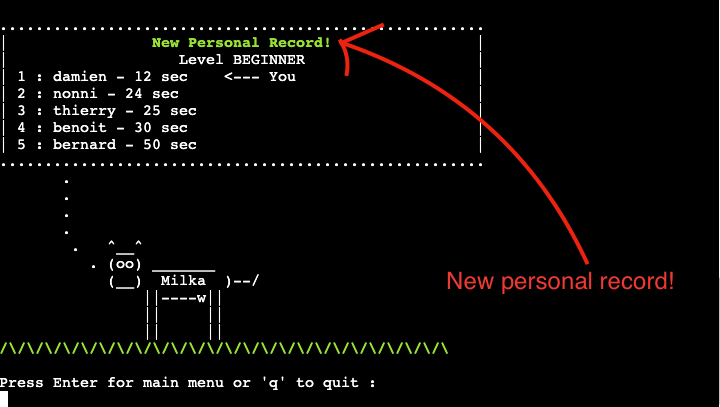 New Personal Record!
Level BEGINNER
1 : damien - 12 sec    <--- You
2 : nonni - 24 sec
3 : thierry - 25 sec
4 : benoit - 30 sec
5 : bernard - 50 sec
^__^
(oo) _______
(__)  Milka  )--/
||----w||
New personal record!
Press Enter for main menu or 'q' to quit :